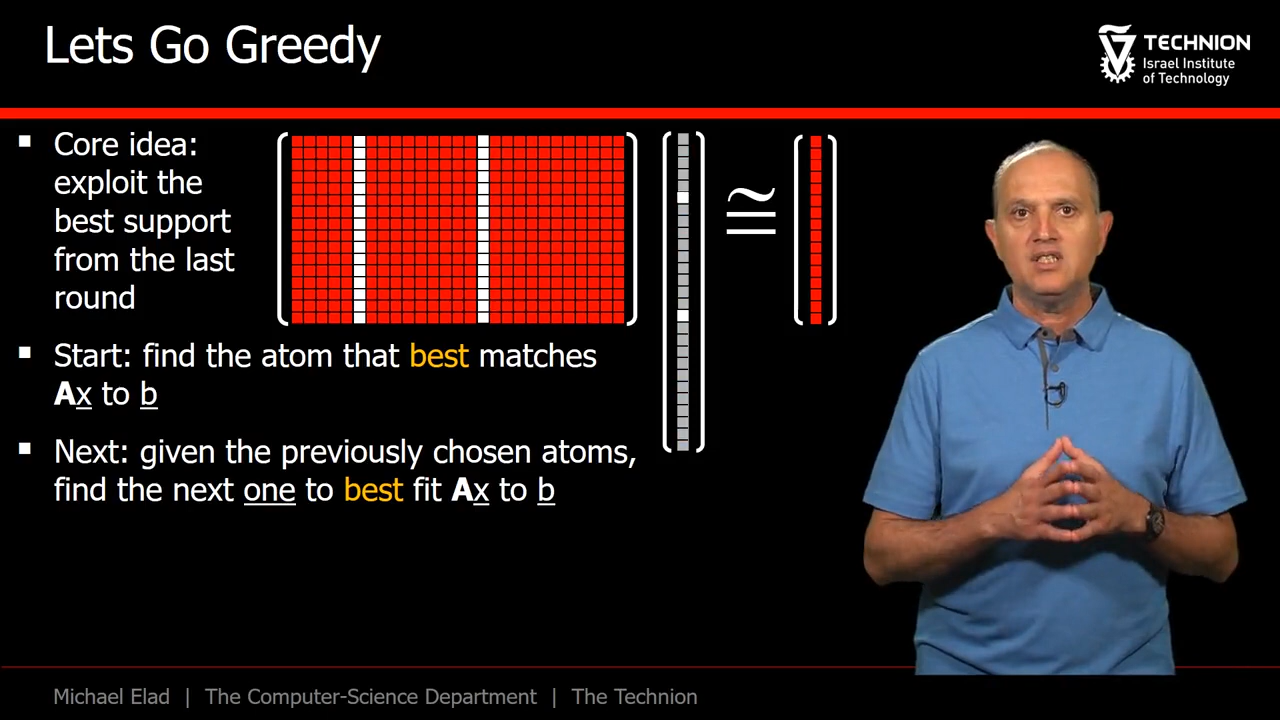 Lets Go Greedy
TECHNION
Israel Institute
of Technology
Core idea:
exploit the
best support
from the last
round
≅
Start: find the atom that best matches
Ax to b
Next: given the previously chosen atoms,
find the next one to best fit Ax to b
Michael Elad | The Computer-Science Department | The Technion